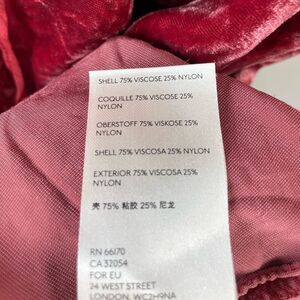 SHELL 75% VISCOSE 25% NYLON
COQUILLE 75% VISCOSE 25%
NYLON
OBERSTOFF 75% VISKOSE 25%
NYLON
SHELL 75% VISCOSA 25% NYLON
EXTERIOR 75% VISCOSA 25%
NYLON
壳 75% 粘胶 25% 尼龙
RN 66170
CA 32054
FOR EU
24 WEST STREET
LONDON, WC2H9NA